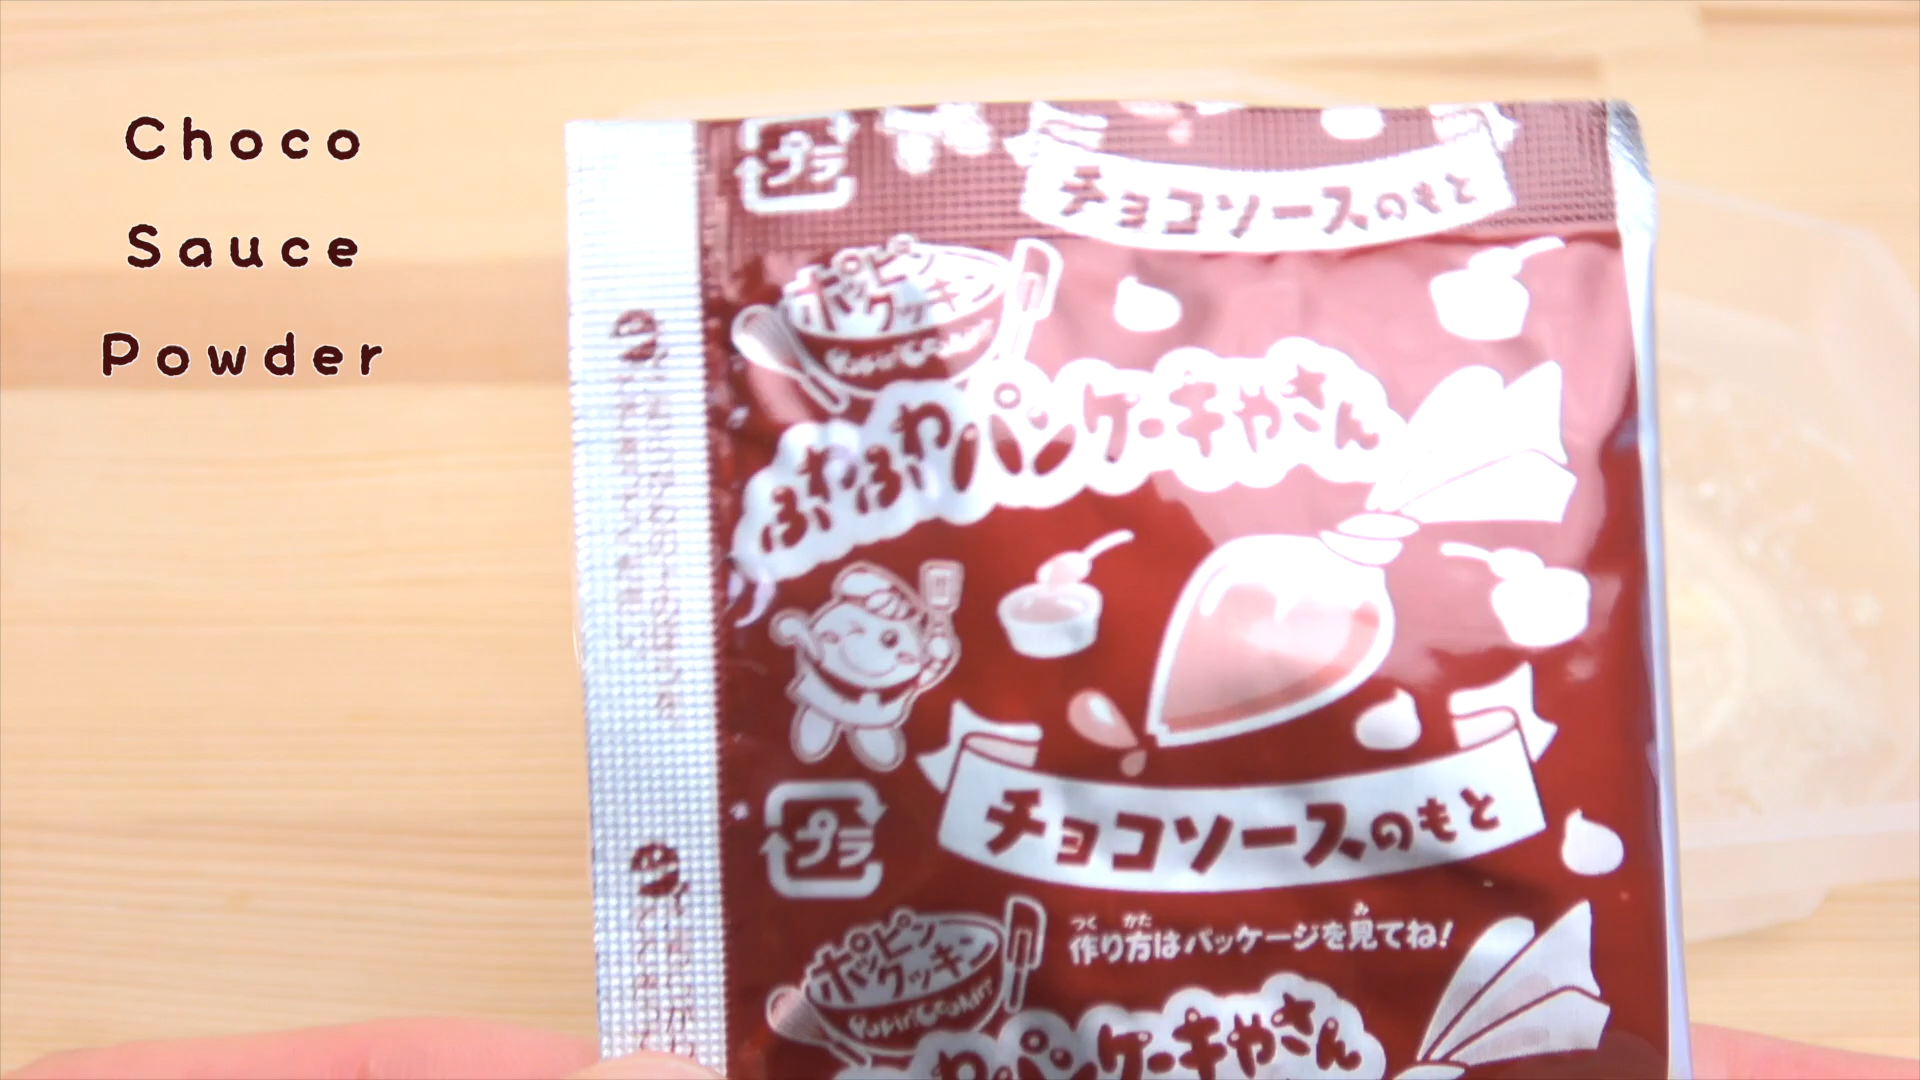 Choco
Sauce
Powder
プラ
チョコソースのもと
ポッピン
クッキン
ふわふわパンケーキやさん
プラ
チョコソースのもと
作り方はパッケージを見てね!
ポッピン
クッキン
パンケーキやさん